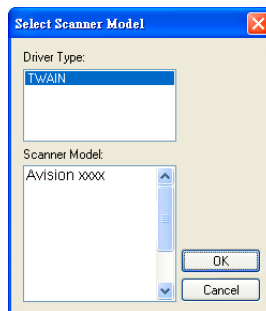 Select Scanner Model
Driver Type:
TWAIN
Scanner Model:
Avision xxxx
OK
Cancel